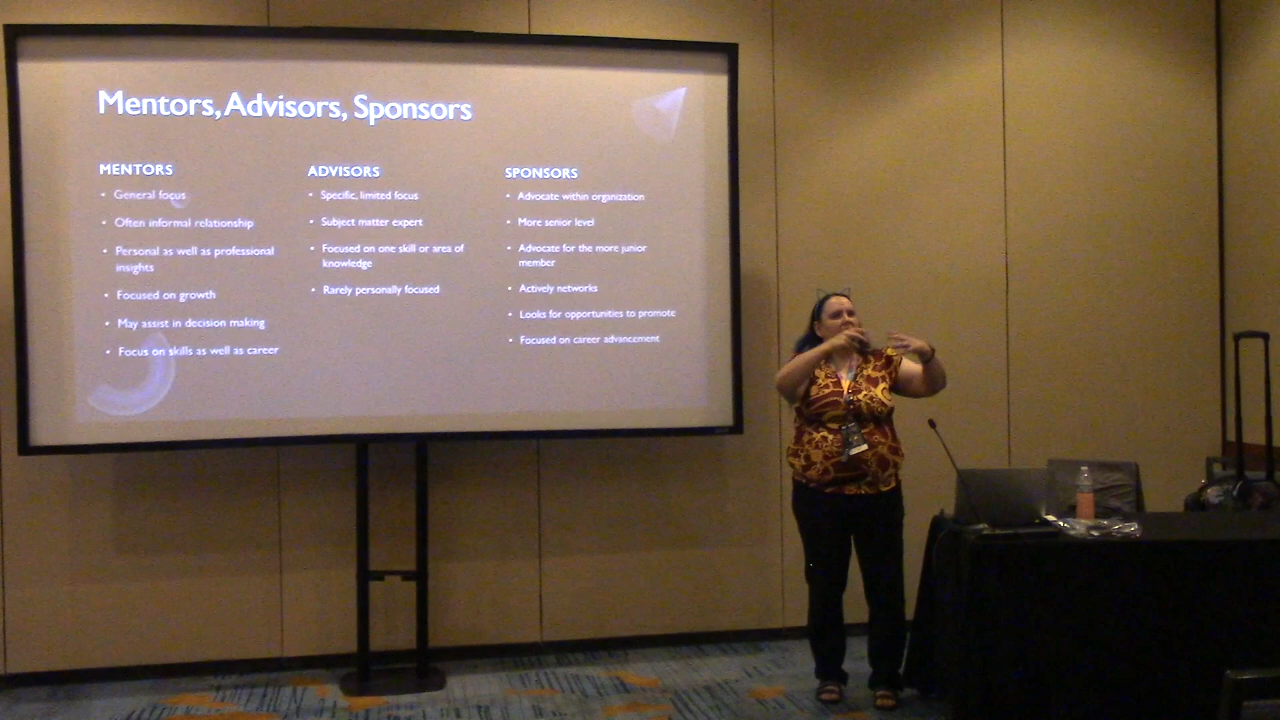 Mentors, Advisors, Sponsors
MENTORS
• General focus
• Often informal relationship
• Personal as well as professional
insights
• Focused on growth
• May assist in decision making
• Focus on skills as well as career
ADVISORS
• Specific, limited focus
• Subject matter expert
• Focused on one skill or area of
knowledge
• Rarely personally focused
SPONSORS
• Advocate within organization
• More senior level
• Advocate for the more junior
member
• Actively networks
• Looks for opportunities to promote
• Focused on career advancement